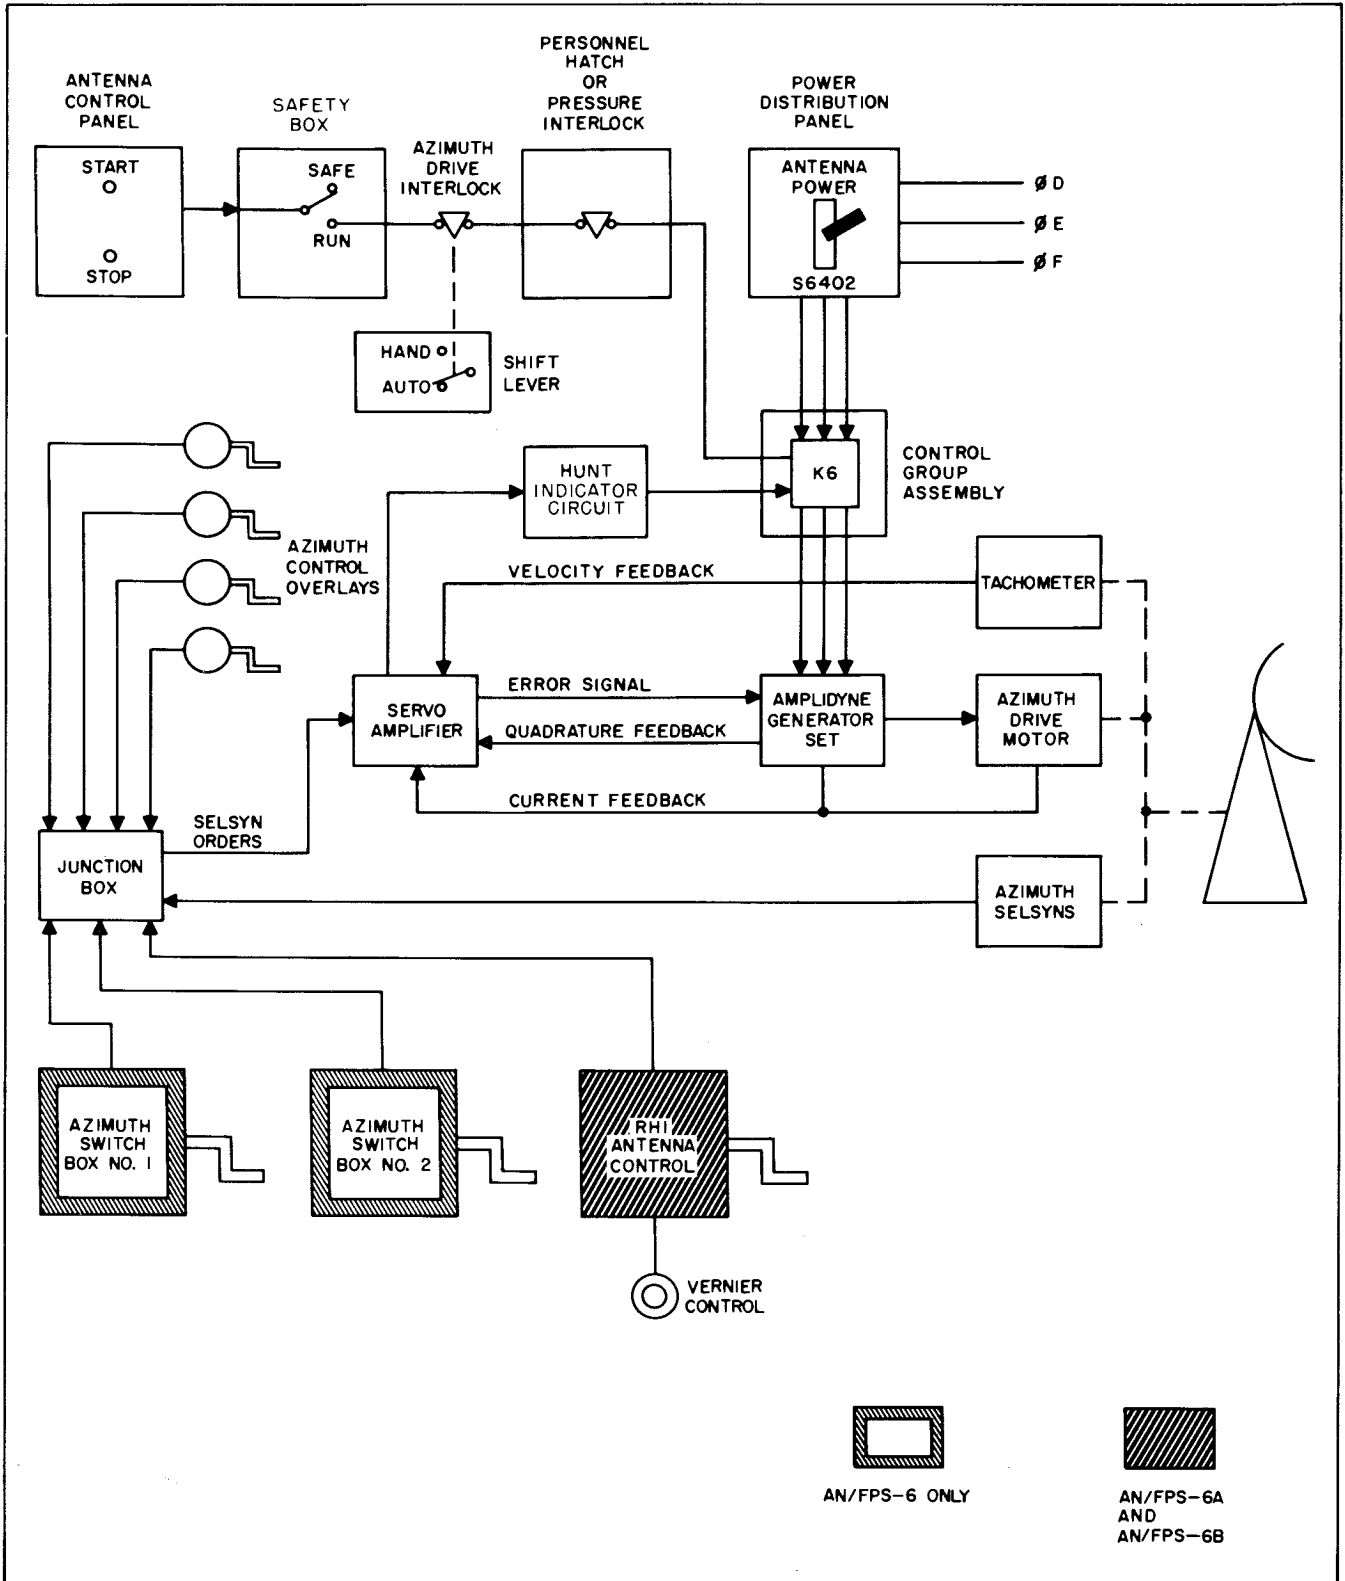 ANTENNA
CONTROL
PANEL
START
STOP
SAFETY
BOX
SAFE
RUN
AZIMUTH
DRIVE
INTERLOCK
PERSONNEL
HATCH
OR
PRESSURE
INTERLOCK
POWER
DISTRIBUTION
PANEL
ANTENNA
POWER
S6402
Ø D
Ø E
Ø F
HAND
AUTO
SHIFT
LEVER
AZIMUTH
CONTROL
OVERLAYS
HUNT
INDICATOR
CIRCUIT
K6
CONTROL
GROUP
ASSEMBLY
VELOCITY FEEDBACK
TACHOMETER
SERVO
AMPLIFIER
ERROR SIGNAL
QUADRATURE FEEDBACK
CURRENT FEEDBACK
AMPLIDYNE
GENERATOR
SET
AZIMUTH
DRIVE
MOTOR
SELSYN
ORDERS
JUNCTION
BOX
AZIMUTH
SELSYNS
AZIMUTH
SWITCH
BOX NO. 1
AZIMUTH
SWITCH
BOX NO. 2
RHI
ANTENNA
CONTROL
VERNIER
CONTROL
AN/FPS-6 ONLY
AN/FPS-6A
AND
AN/FPS-6B